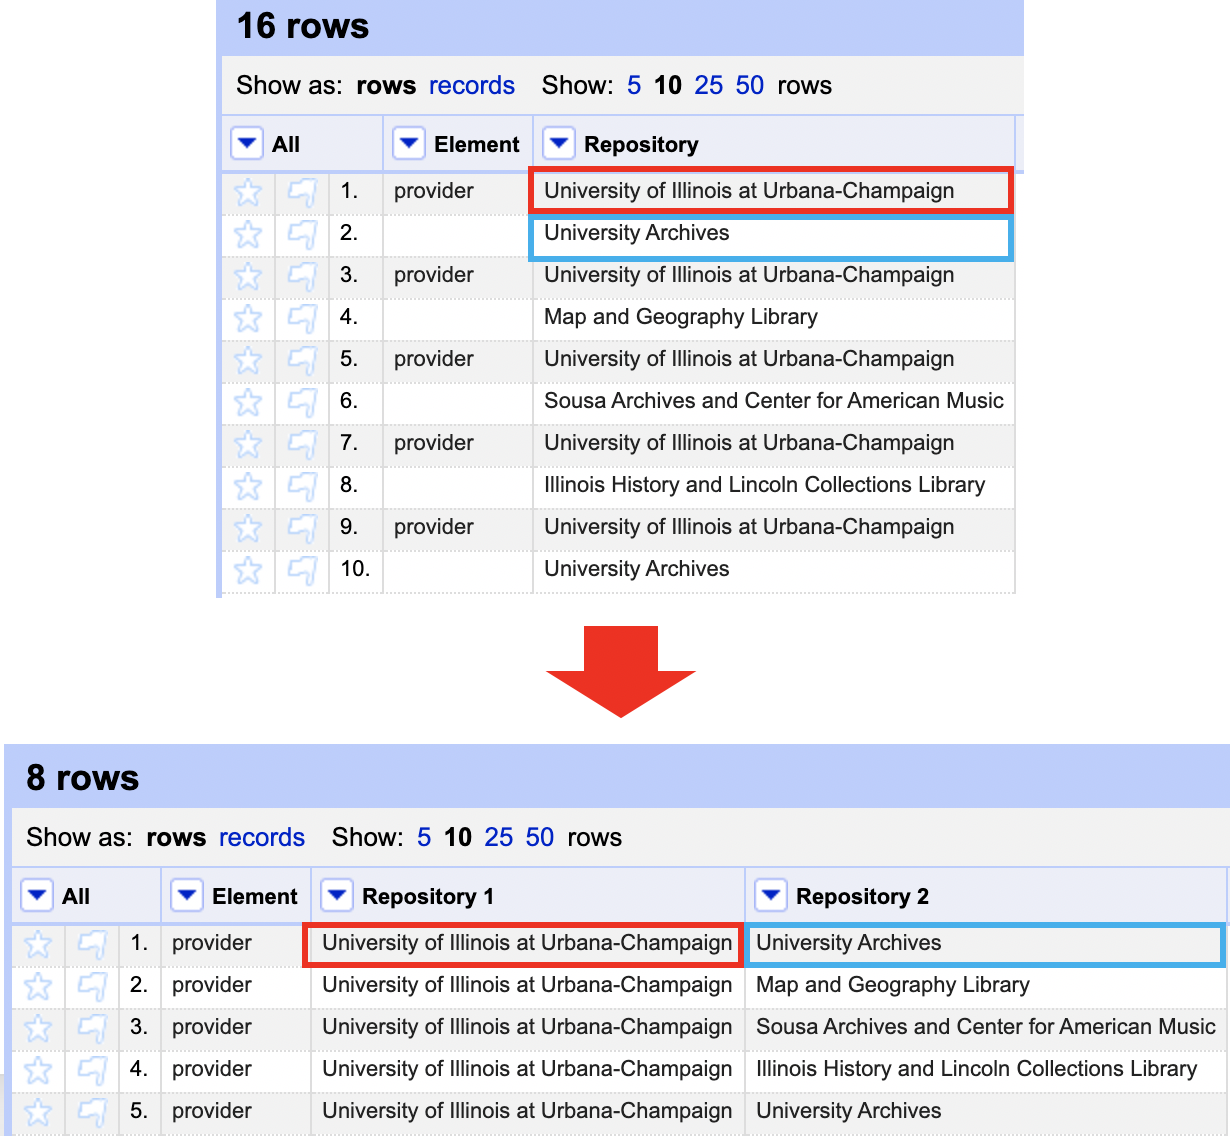 16 rows
Show as: rows records Show: 5 10 25 50 rows
All Element Repository
1. provider University of Illinois at Urbana-Champaign
2. University Archives
3. provider University of Illinois at Urbana-Champaign
4. Map and Geography Library
5. provider University of Illinois at Urbana-Champaign
6. Sousa Archives and Center for American Music
7. provider University of Illinois at Urbana-Champaign
8. Illinois History and Lincoln Collections Library
9. provider University of Illinois at Urbana-Champaign
10. University Archives
8 rows
Show as: rows records Show: 5 10 25 50 rows
All Element Repository 1 Repository 2
1. provider University of Illinois at Urbana-Champaign University Archives
2. provider University of Illinois at Urbana-Champaign Map and Geography Library
3. provider University of Illinois at Urbana-Champaign Sousa Archives and Center for American Music
4. provider University of Illinois at Urbana-Champaign Illinois History and Lincoln Collections Library
5. provider University of Illinois at Urbana-Champaign University Archives